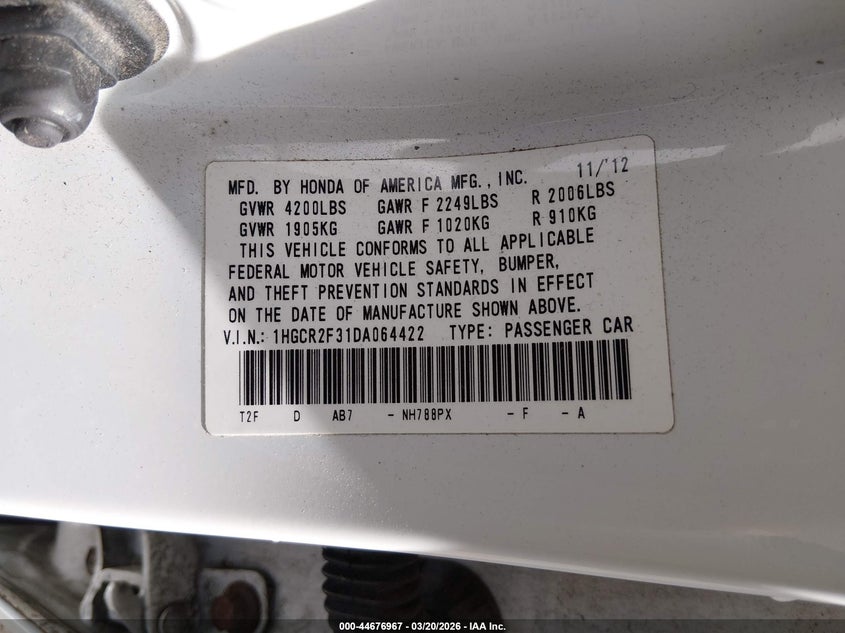 MFD. BY HONDA OF AMERICA MFG., INC. 11/'12
GVWR 4200LBS GAWR F 2249LBS R 2006LBS
GVWR 1905KG GAWR F 1020KG R 910KG
THIS VEHICLE CONFORMS TO ALL APPLICABLE
FEDERAL MOTOR VEHICLE SAFETY, BUMPER,
AND THEFT PREVENTION STANDARDS IN EFFECT
ON THE DATE OF MANUFACTURE SHOWN ABOVE.
V.I.N.: 1HGCR2F31DA064422 TYPE: PASSENGER CAR
T2F D AB7 - NH788PX - F - A
000-44676967 - 03/20/2026 - IAA Inc.